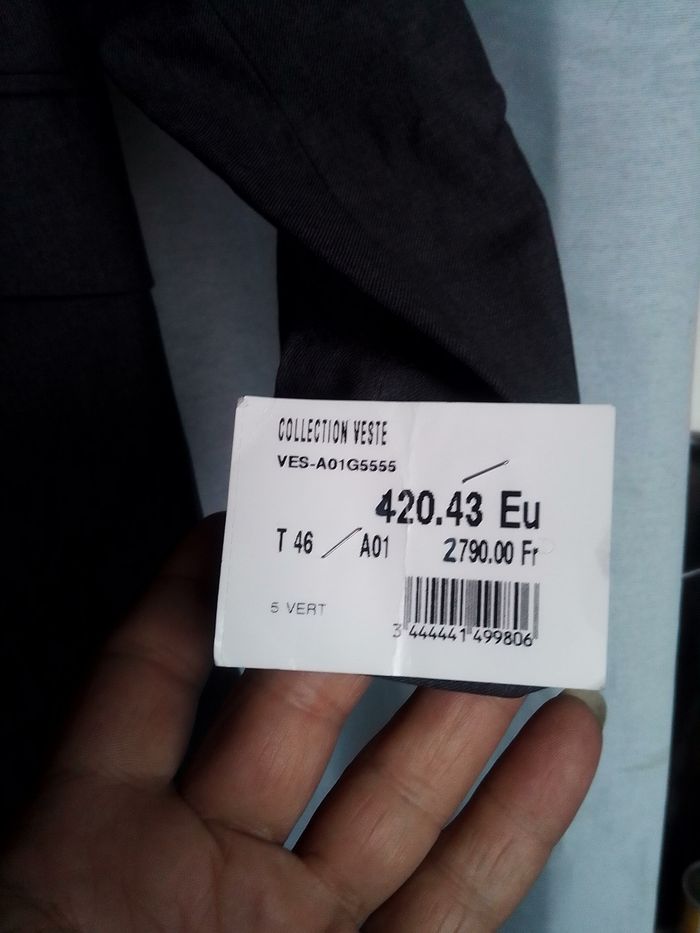 COLLECTION VESTE
VES-A01G5555
420.43 Eu
T 46 A01 2790.00 Fr
5 VERT
3 444441 499806